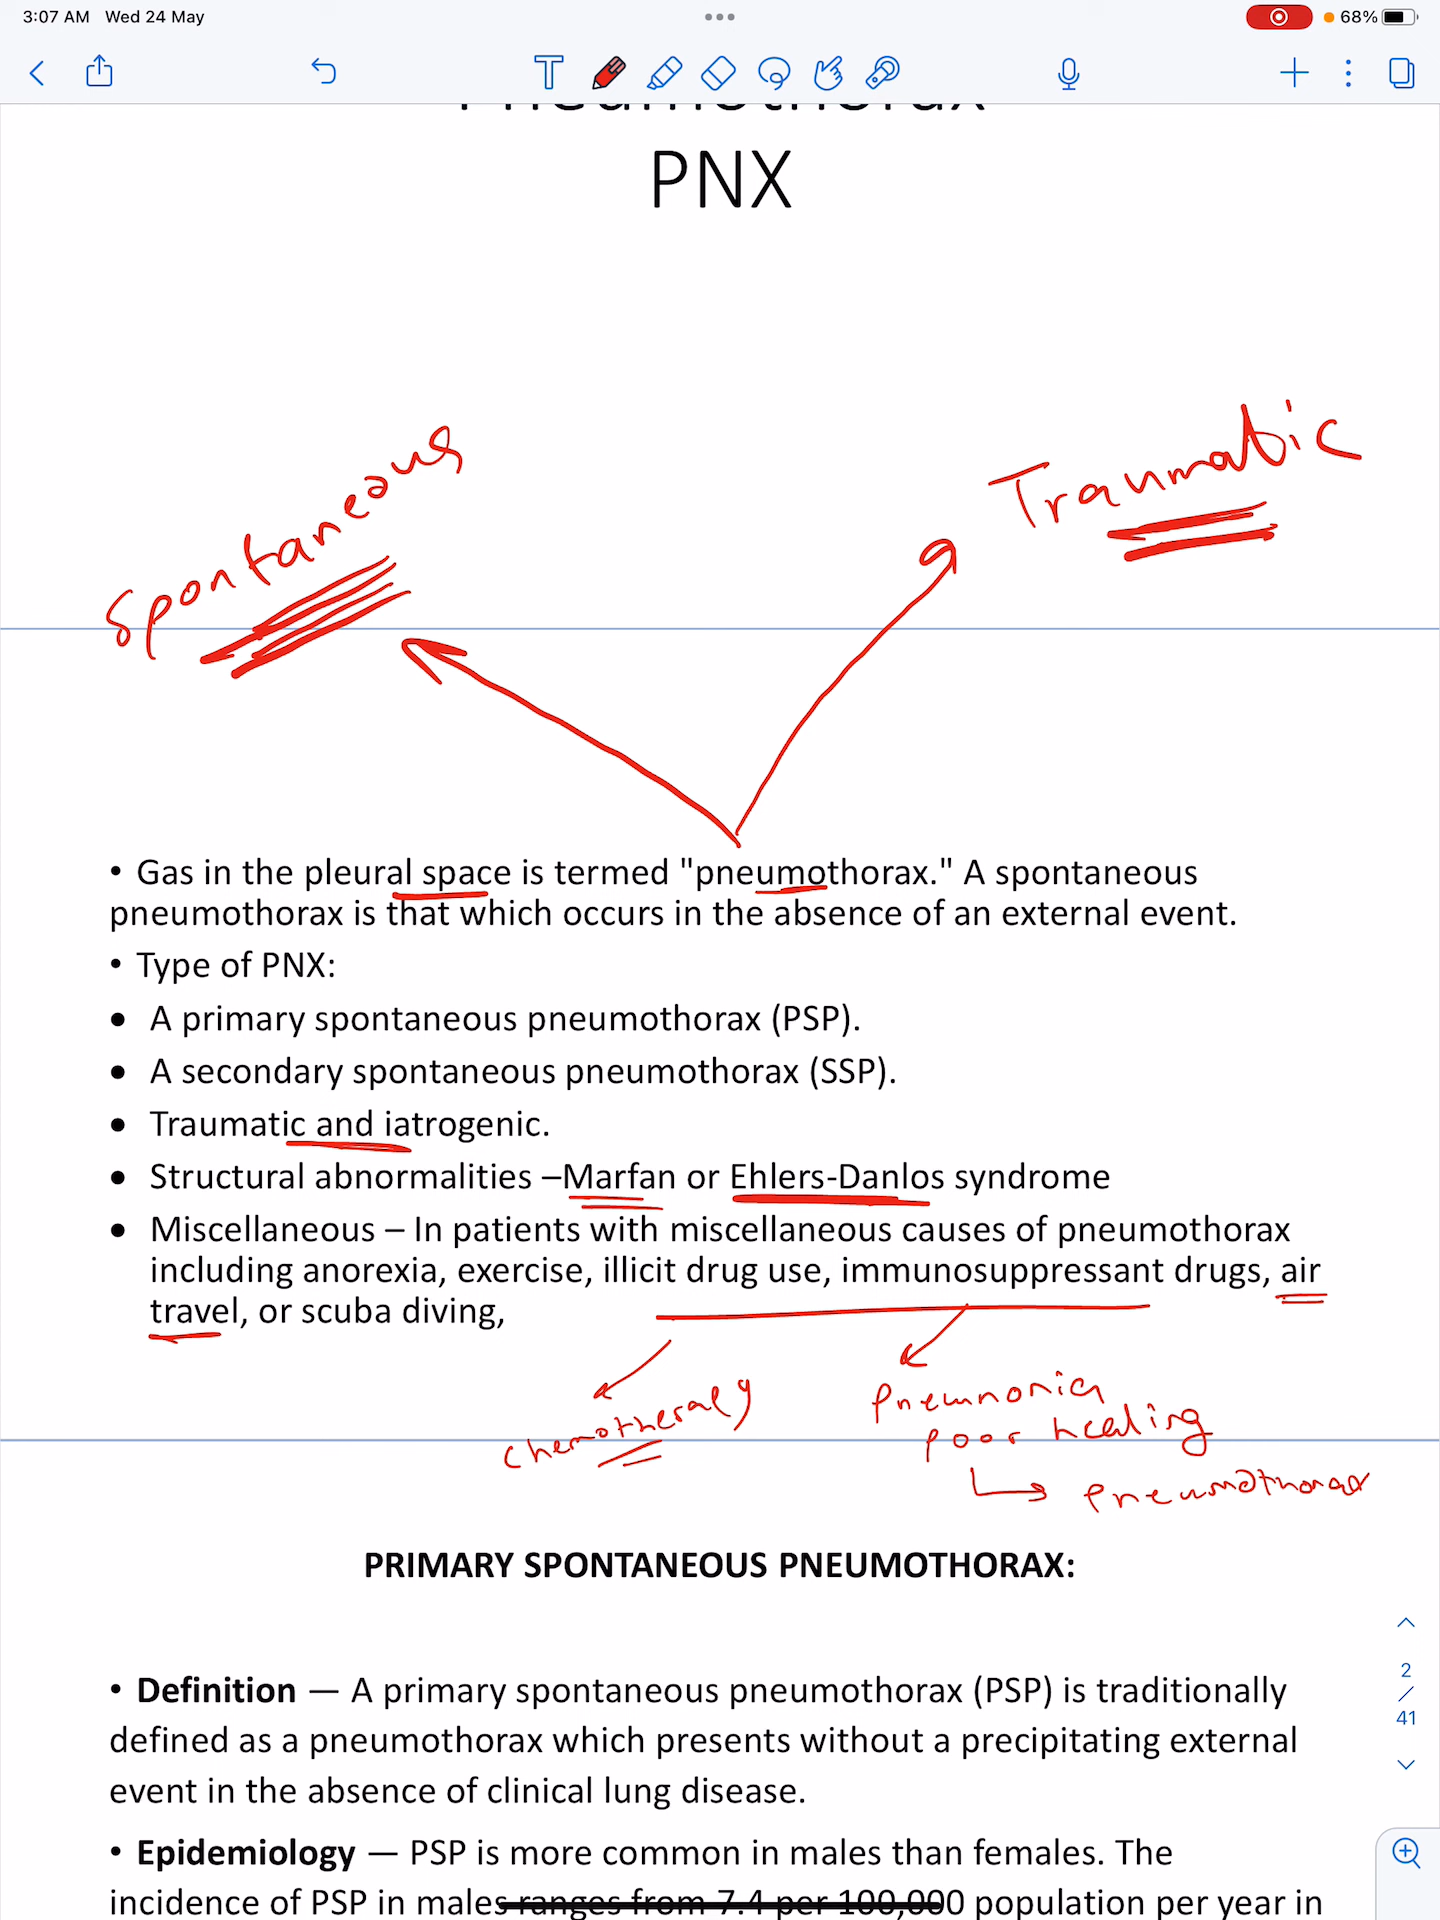 3:07 AM Wed 24 May
68%
Pneumothorax
PNX
Spontaneous
Traumatic
• Gas in the pleural space is termed "pneumothorax." A spontaneous
pneumothorax is that which occurs in the absence of an external event.
• Type of PNX:
• A primary spontaneous pneumothorax (PSP).
• A secondary spontaneous pneumothorax (SSP).
• Traumatic and iatrogenic.
• Structural abnormalities –Marfan or Ehlers-Danlos syndrome
• Miscellaneous – In patients with miscellaneous causes of pneumothorax
including anorexia, exercise, illicit drug use, immunosuppressant drugs, air
travel, or scuba diving,
chemotherapy
pneumonia
poor healing
pneumothorax
PRIMARY SPONTANEOUS PNEUMOTHORAX:
• Definition — A primary spontaneous pneumothorax (PSP) is traditionally
defined as a pneumothorax which presents without a precipitating external
event in the absence of clinical lung disease.
• Epidemiology — PSP is more common in males than females. The
incidence of PSP in males ranges from 7.4 per 100,000 population per year in
2
/
41